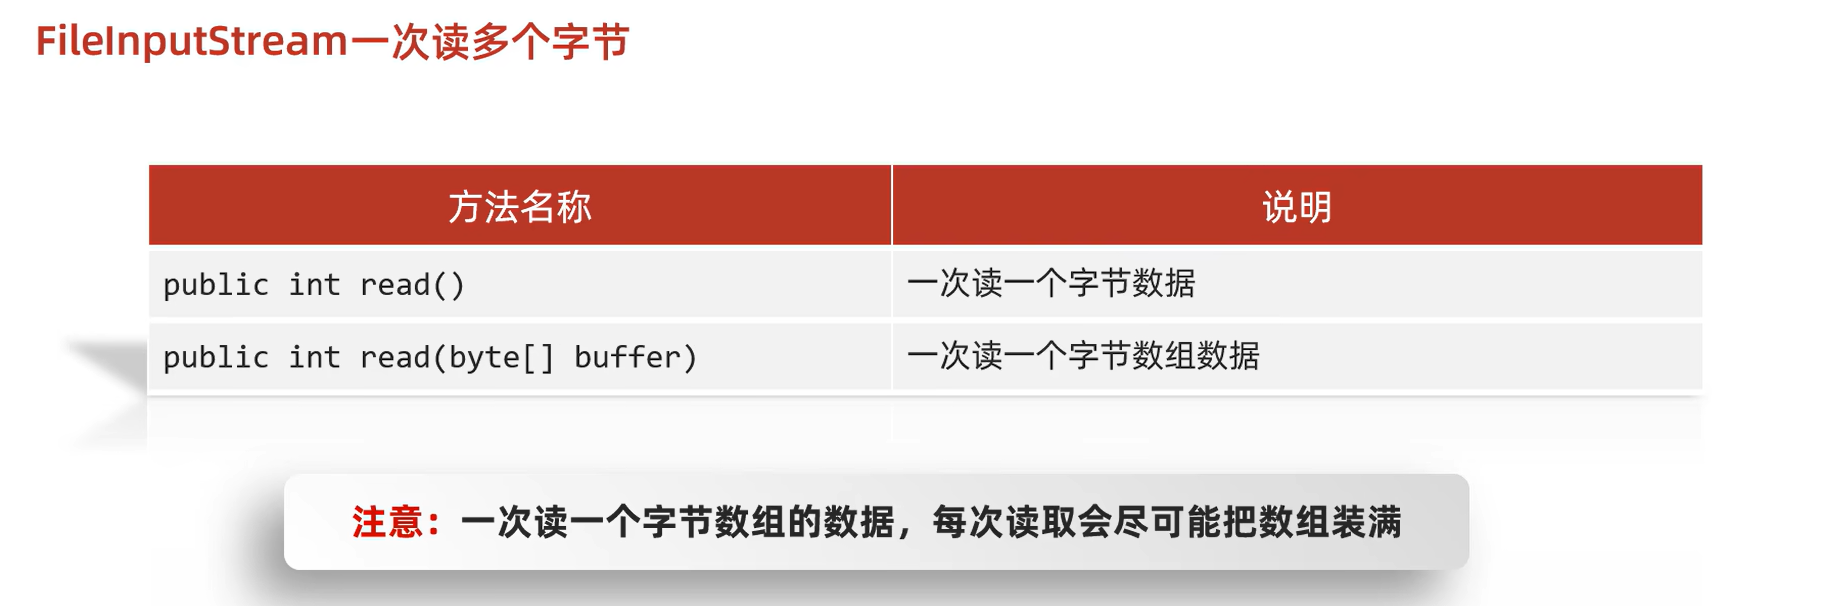 FileInputStream一次读多个字节
方法名称 说明
public int read() 一次读一个字节数据
public int read(byte[] buffer) 一次读一个字节数组数据
注意：一次读一个字节数组的数据，每次读取会尽可能把数组装满